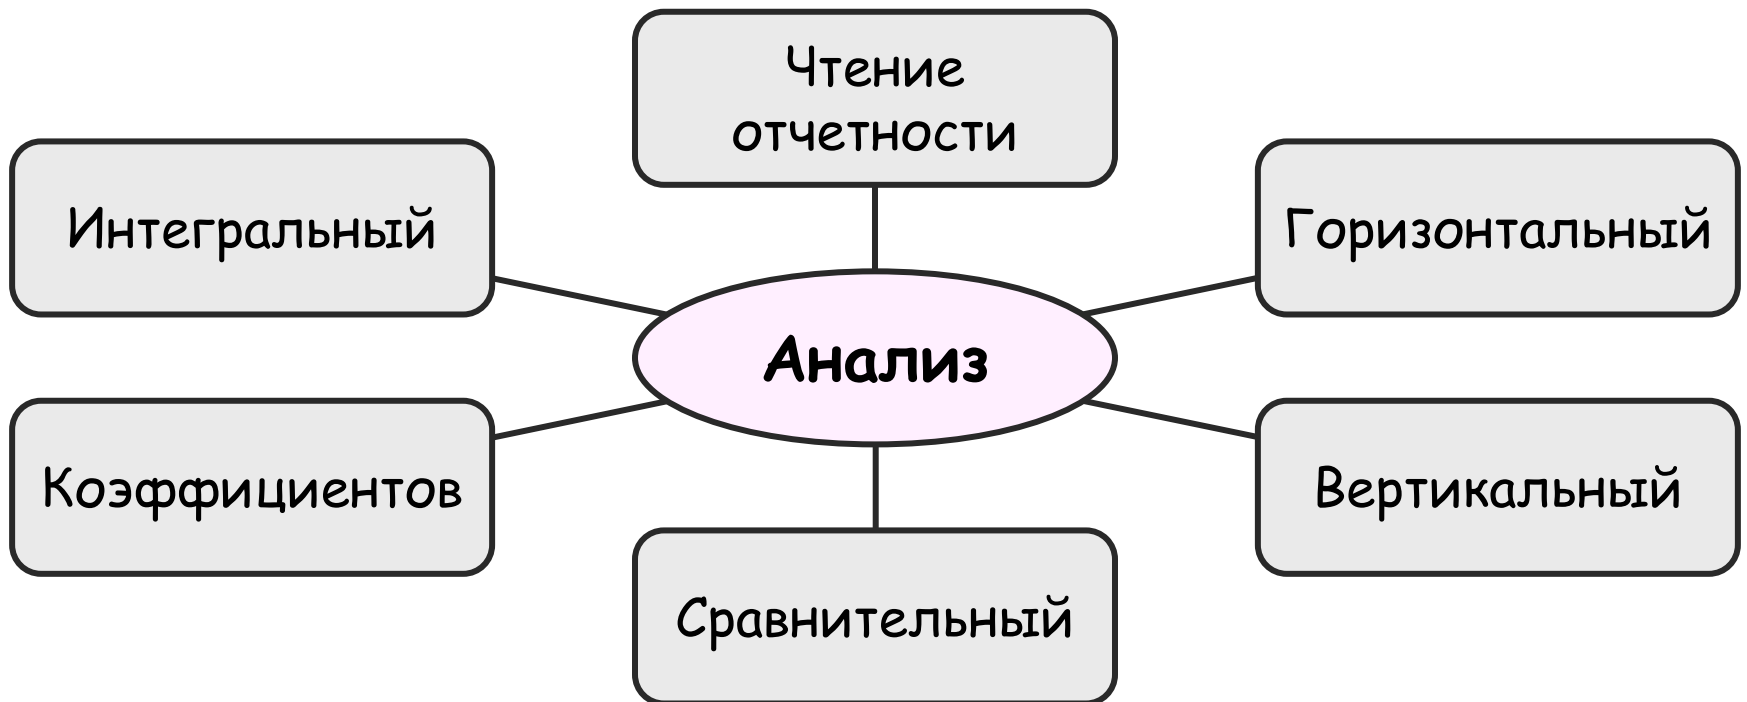 Чтение
отчетности
Интегральный
Горизонтальный
Анализ
Коэффициентов
Вертикальный
Сравнительный